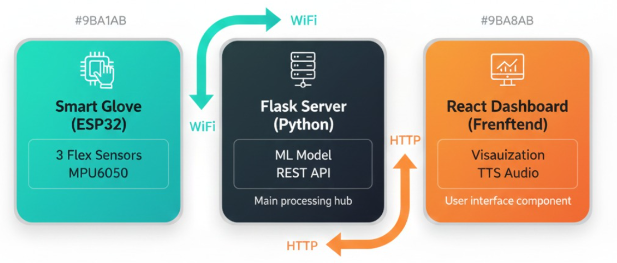 #9BA1AB
WiFi
#9BA8AB
Smart Glove
(ESP32)
3 Flex Sensors
MPU6050
WiFi
Flask Server
(Python)
ML Model
REST API
Main processing hub
HTTP
HTTP
React Dashboard
(Frenftend)
Visauization
TTS Audio
User interface component